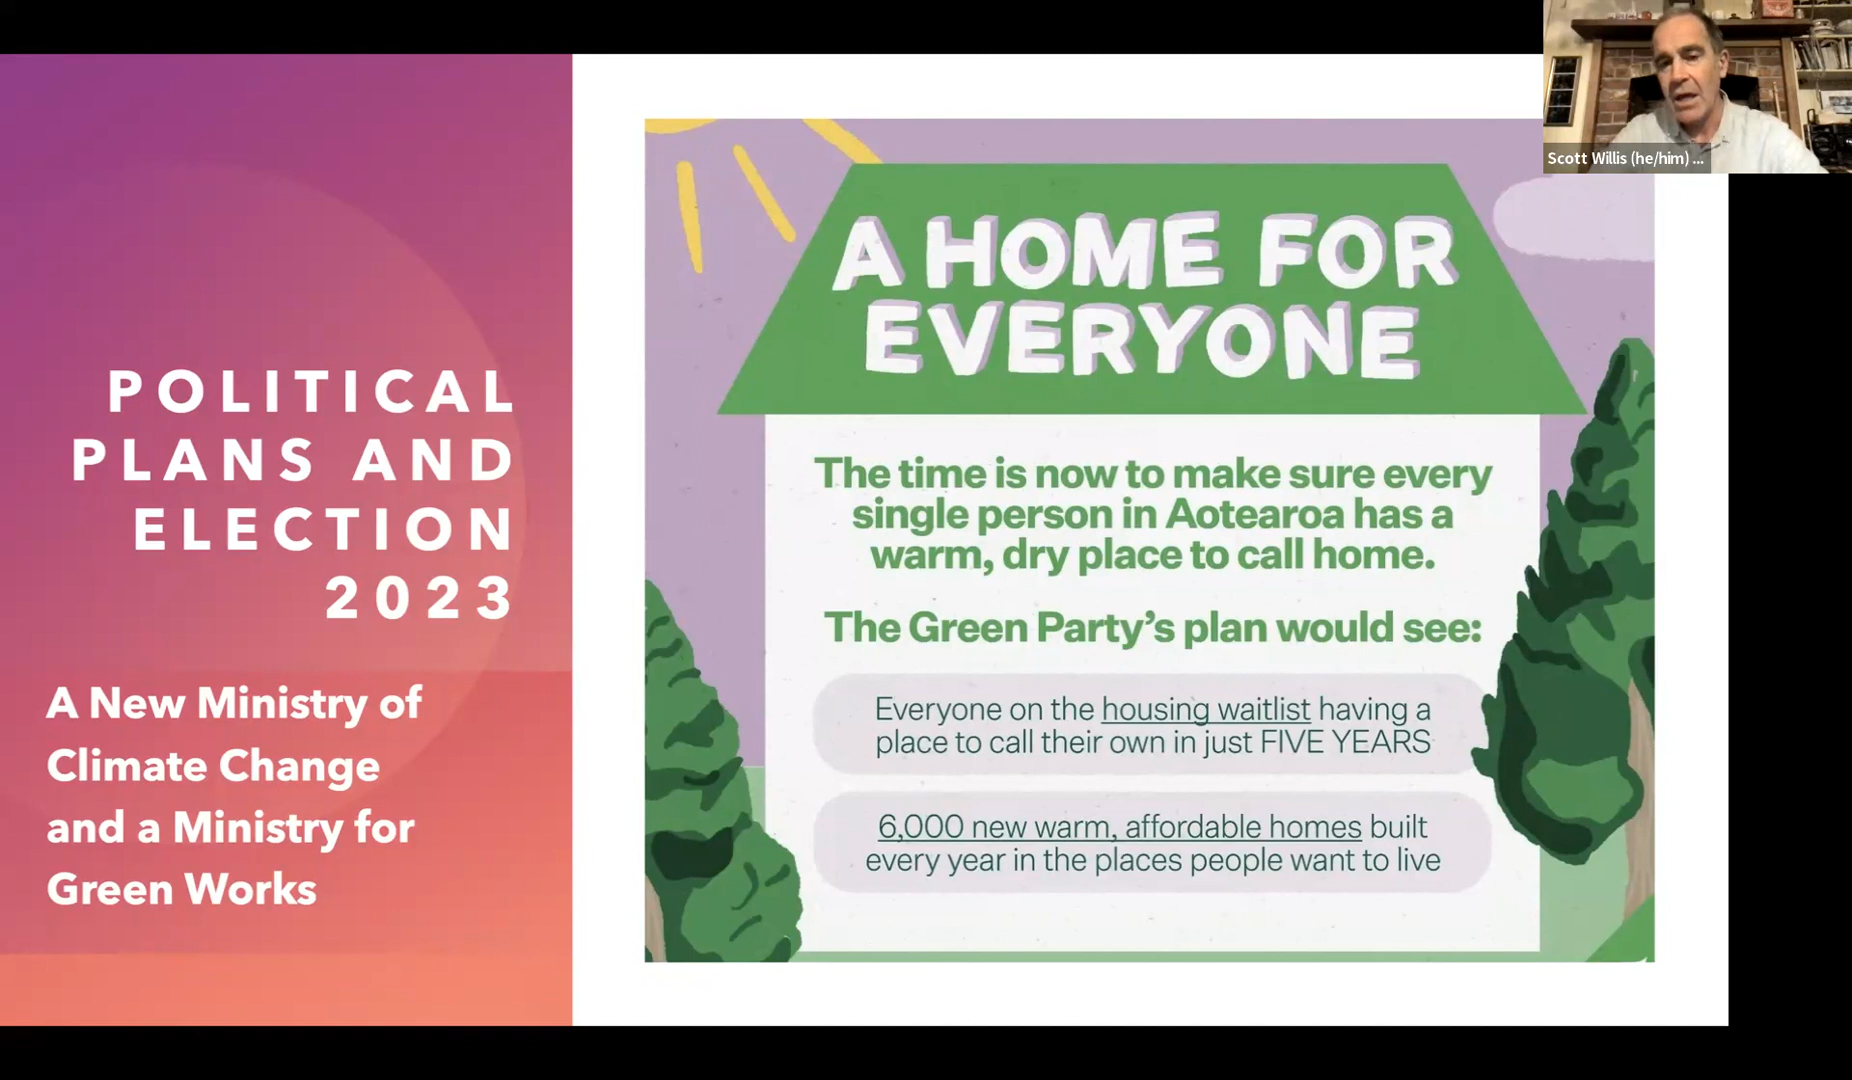 POLITICAL
PLANS AND
ELECTION
2023
A New Ministry of
Climate Change
and a Ministry for
Green Works
A HOME FOR
EVERYONE
The time is now to make sure every
single person in Aotearoa has a
warm, dry place to call home.
The Green Party's plan would see:
Everyone on the housing waitlist having a
place to call their own in just FIVE YEARS
6,000 new warm, affordable homes built
every year in the places people want to live
Scott Willis (he/him) ...